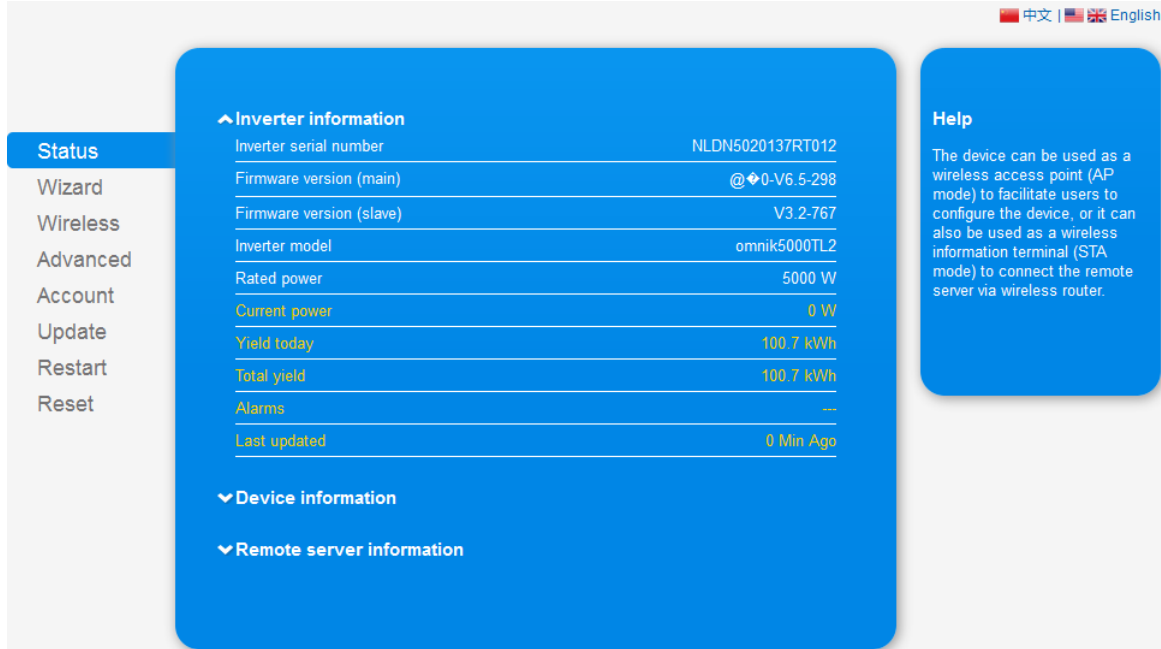 中文 | English
Status
Wizard
Wireless
Advanced
Account
Update
Restart
Reset
Inverter information
Inverter serial number NLDN5020137RT012
Firmware version (main) @�0-V6.5-298
Firmware version (slave) V3.2-767
Inverter model omnik5000TL2
Rated power 5000 W
Current power 0 W
Yield today 100.7 kWh
Total yield 100.7 kWh
Alarms ---
Last updated 0 Min Ago
Device information
Remote server information
Help
The device can be used as a
wireless access point (AP
mode) to facilitate users to
configure the device, or it can
also be used as a wireless
information terminal (STA
mode) to connect the remote
server via wireless router.